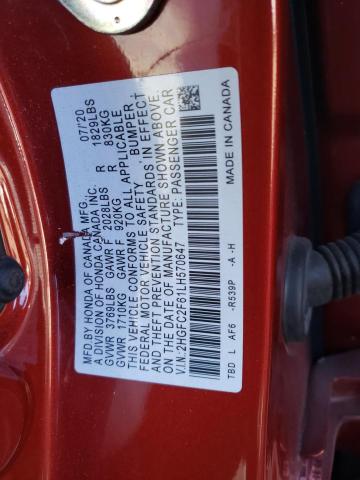 MFD. BY HONDA OF CANADA MFG.
A DIVISION OF HONDA CANADA INC. 07/20
GVWR 3769LBS GAWR F 2028LBS R 1829LBS
GVWR 1710KG GAWR F 920KG R 830KG
THIS VEHICLE CONFORMS TO ALL APPLICABLE
FEDERAL MOTOR VEHICLE SAFETY, BUMPER,
AND THEFT PREVENTION STANDARDS IN EFFECT
ON THE DATE OF MANUFACTURE SHOWN ABOVE.
V.I.N:2HGFC2F61LH570647 TYPE: PASSENGER CAR
MADE IN CANADA
TBD L AF6 -R539P -A -H